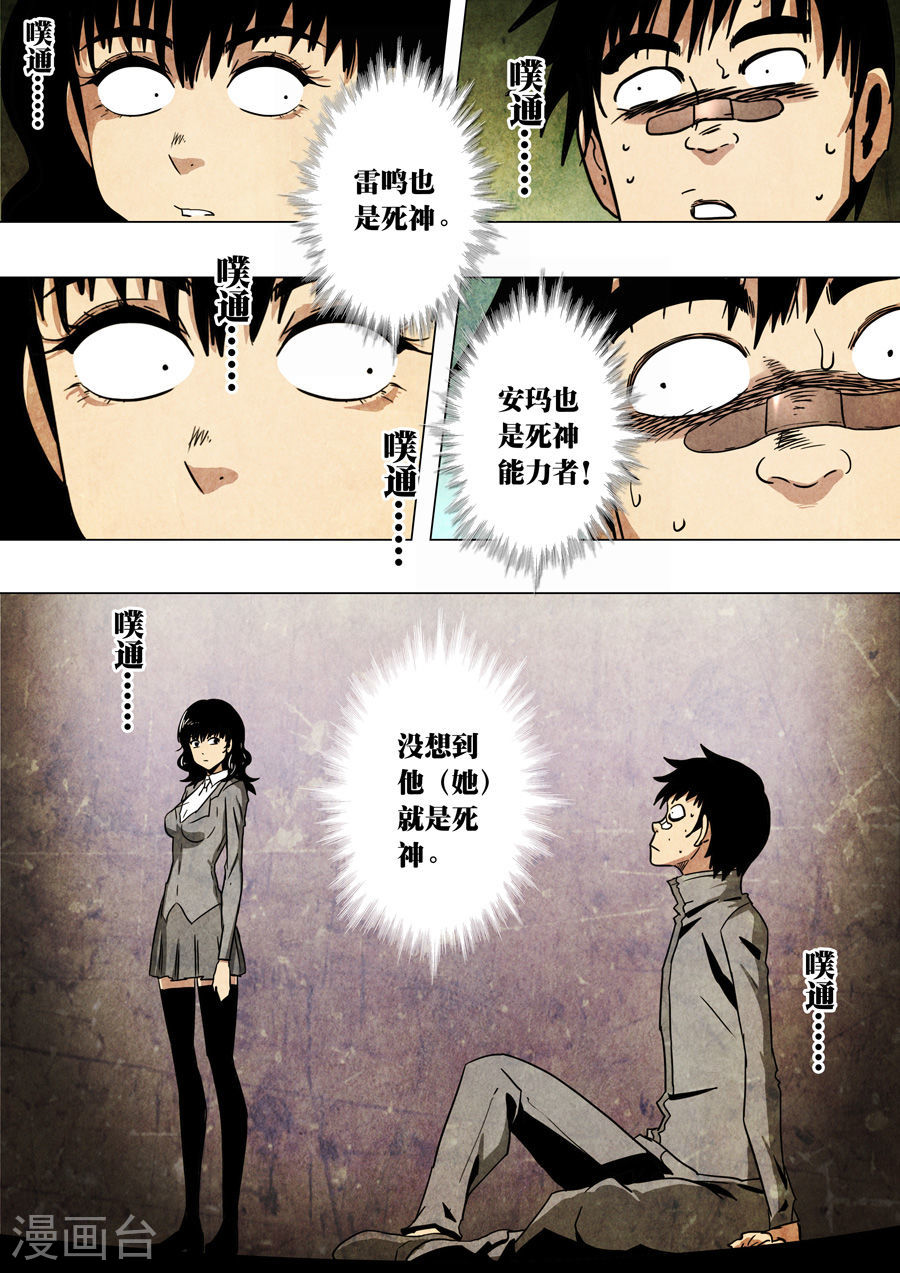 噗通……
噗通……
雷鸣也
是死神。
噗通……
安玛也
是死神
能力者！
噗通……
噗通……
没想到
他（她）
就是死
神。
噗通……
漫画台